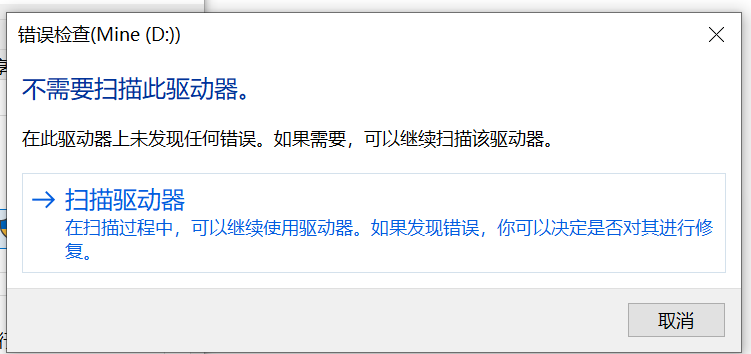 错误检查(Mine (D:))
不需要扫描此驱动器。
在此驱动器上未发现任何错误。如果需要，可以继续扫描该驱动器。
扫描驱动器
在扫描过程中，可以继续使用驱动器。如果发现错误，你可以决定是否对其进行修
复。
取消